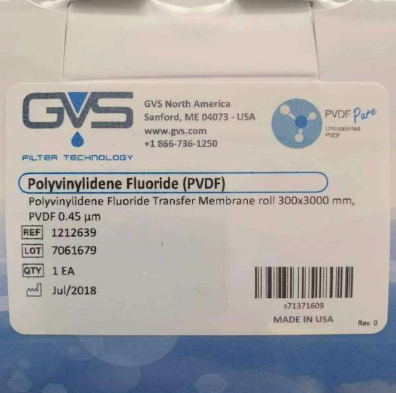 GVS
FILTER TECHNOLOGY
GVS North America
Sanford, ME 04073 - USA
www.gvs.com
+1 866-736-1250
PVDF Pure
Unsupported
PVDF
Polyvinylidene Fluoride (PVDF)
Polyvinylidene Fluoride Transfer Membrane roll 300x3000 mm,
PVDF 0.45 µm
REF 1212639
LOT 7061679
QTY 1 EA
Jul/2018
s71371609
MADE IN USA
Rev. 0